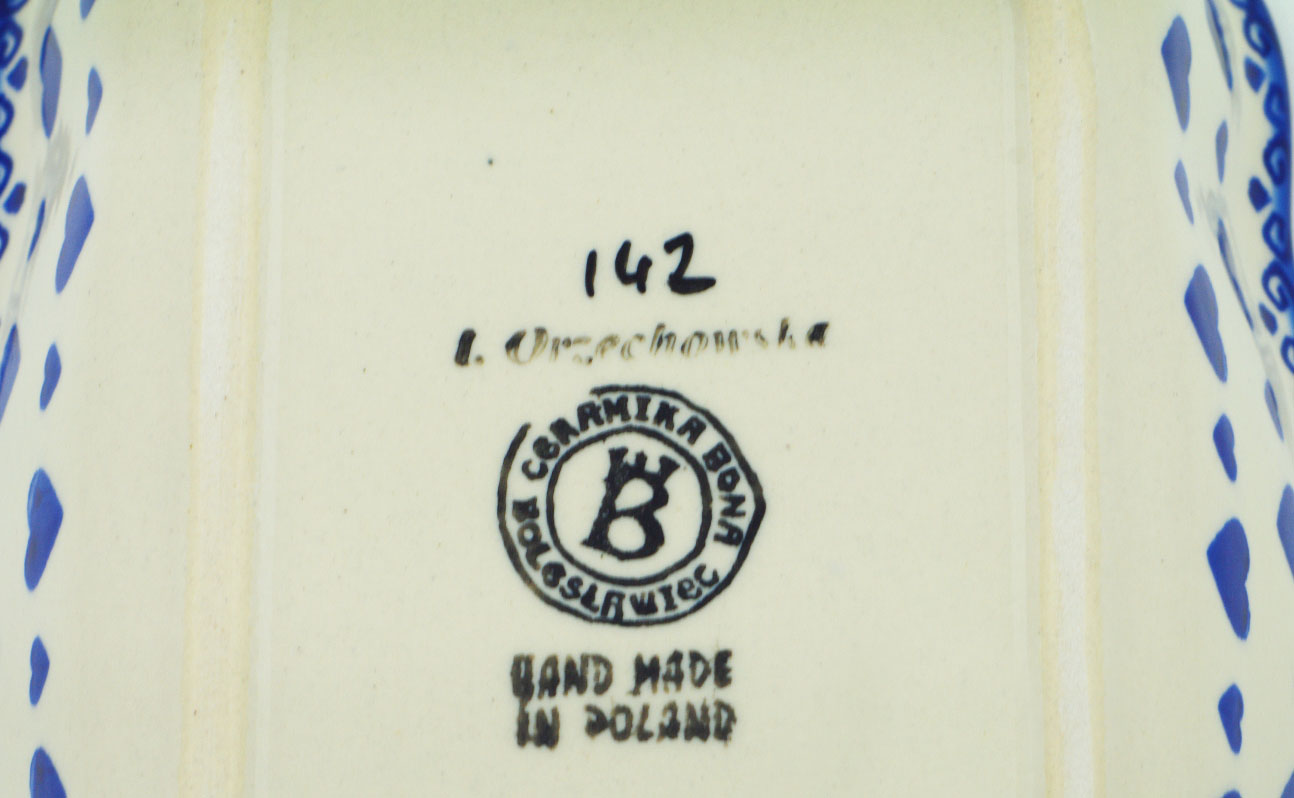 142
I. Orzechowska
CERAMIKA BONA
BOLESŁAWIEC
B
HAND MADE
IN POLAND